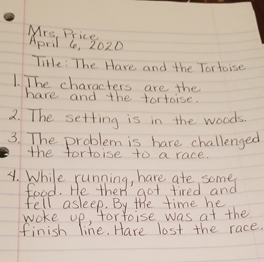 Mrs. Price
April 6, 2020
Title: The Hare and the Tortoise
1. The characters are the
hare and the tortoise.
2. The setting is in the woods.
3. The problem is hare challenged
the tortoise to a race.
4. While running, hare ate some
food. He then got tired and
fell asleep. By the time he
woke up, tortoise was at the
finish line. Hare lost the race.